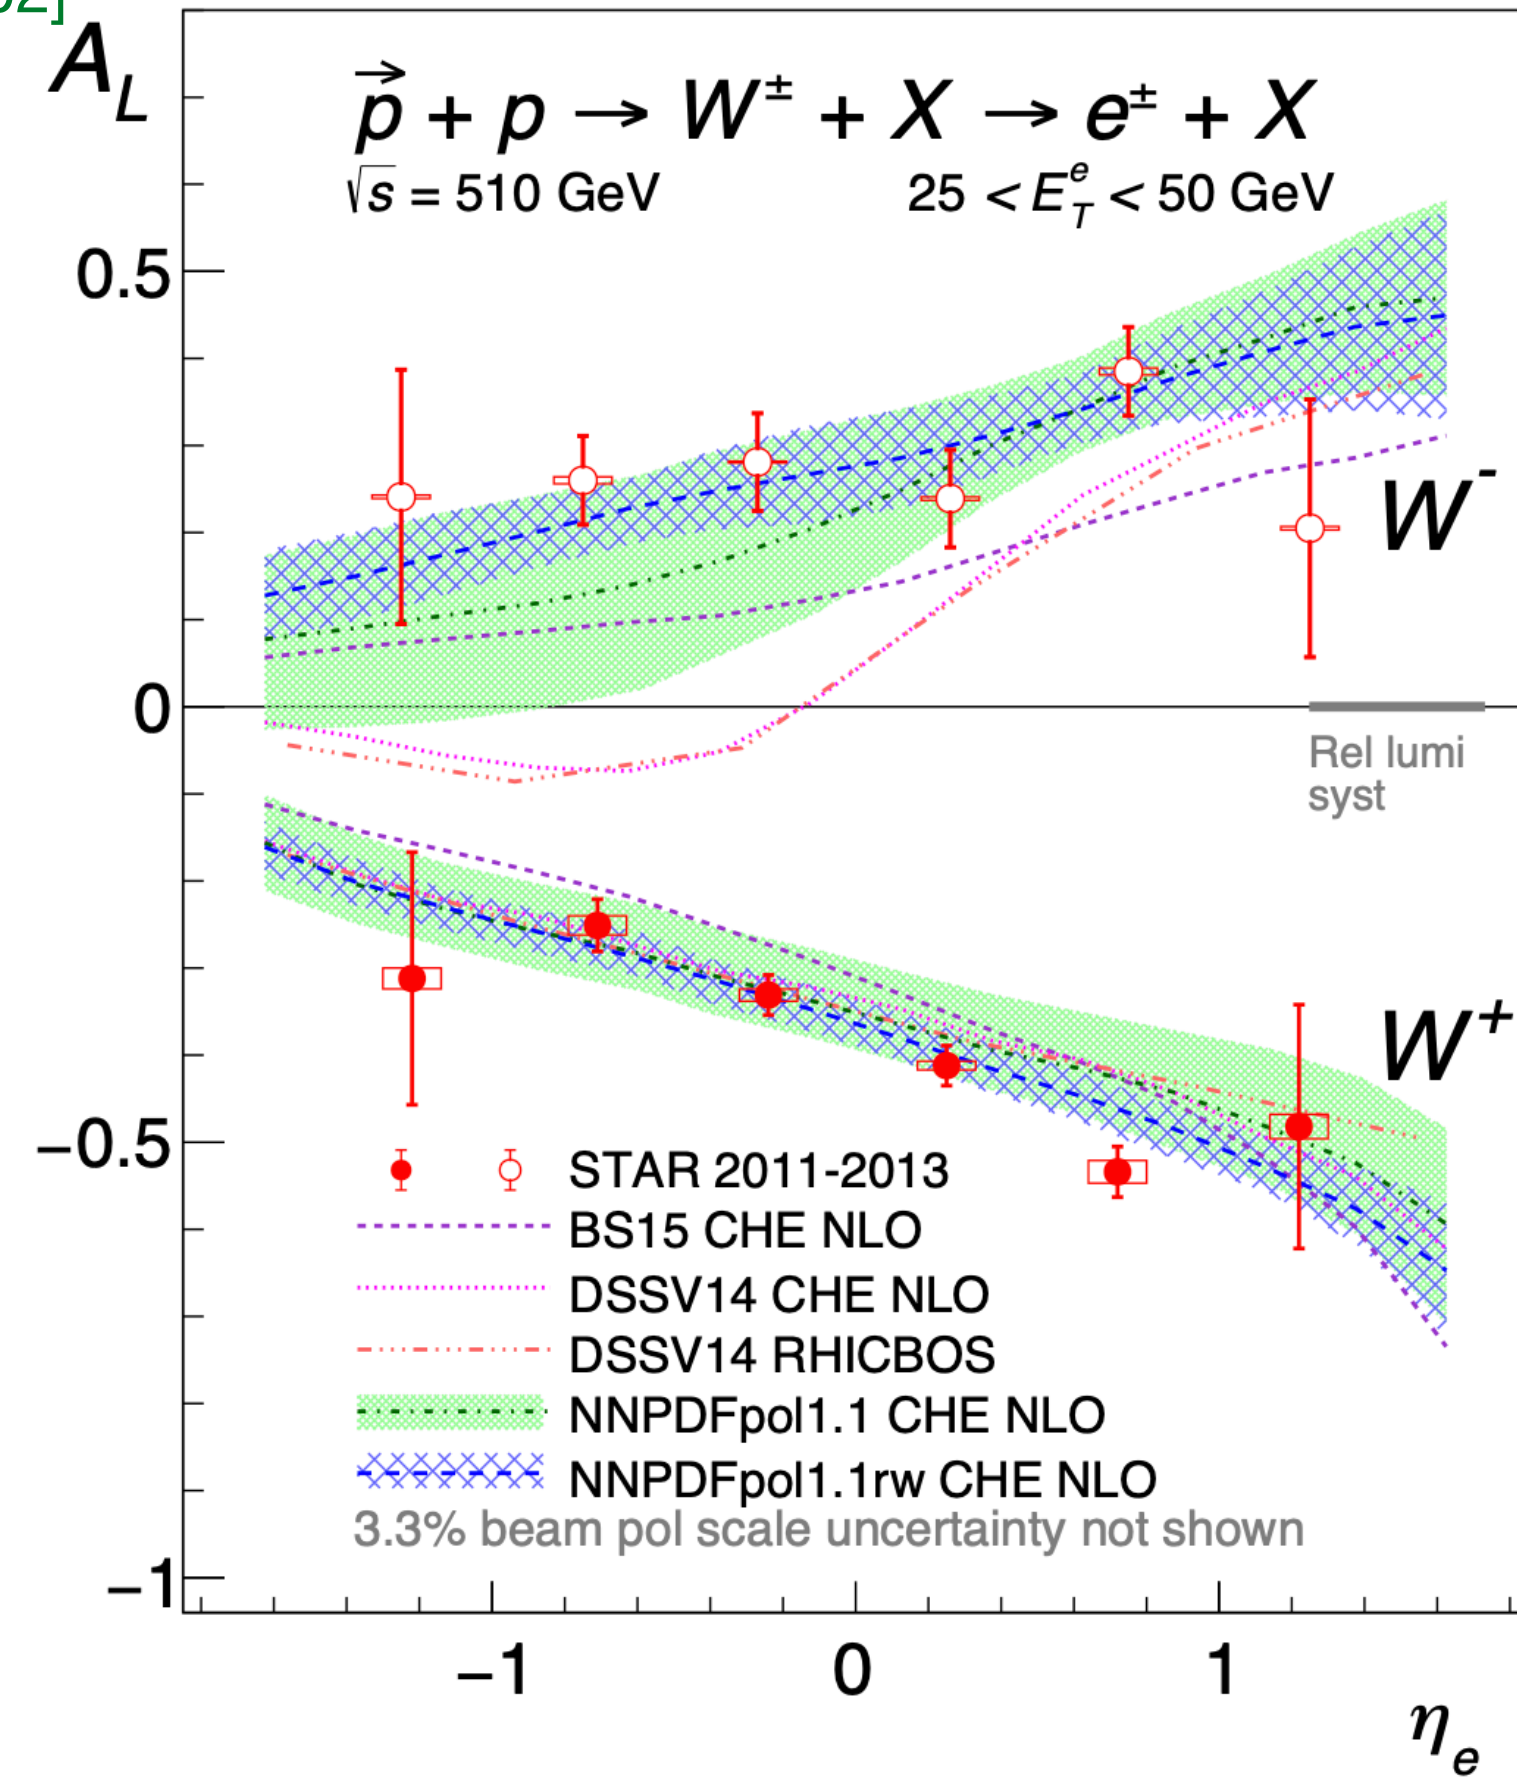 A_L
p⃗ + p → W^± + X → e^± + X
√s = 510 GeV
25 < E_T^e < 50 GeV
0.5
W^-
0
Rel lumi
syst
W^+
−0.5
STAR 2011-2013
BS15 CHE NLO
DSSV14 CHE NLO
DSSV14 RHICBOS
NNPDFpol1.1 CHE NLO
NNPDFpol1.1rw CHE NLO
3.3% beam pol scale uncertainty not shown
−1
−1 0 1
η_e